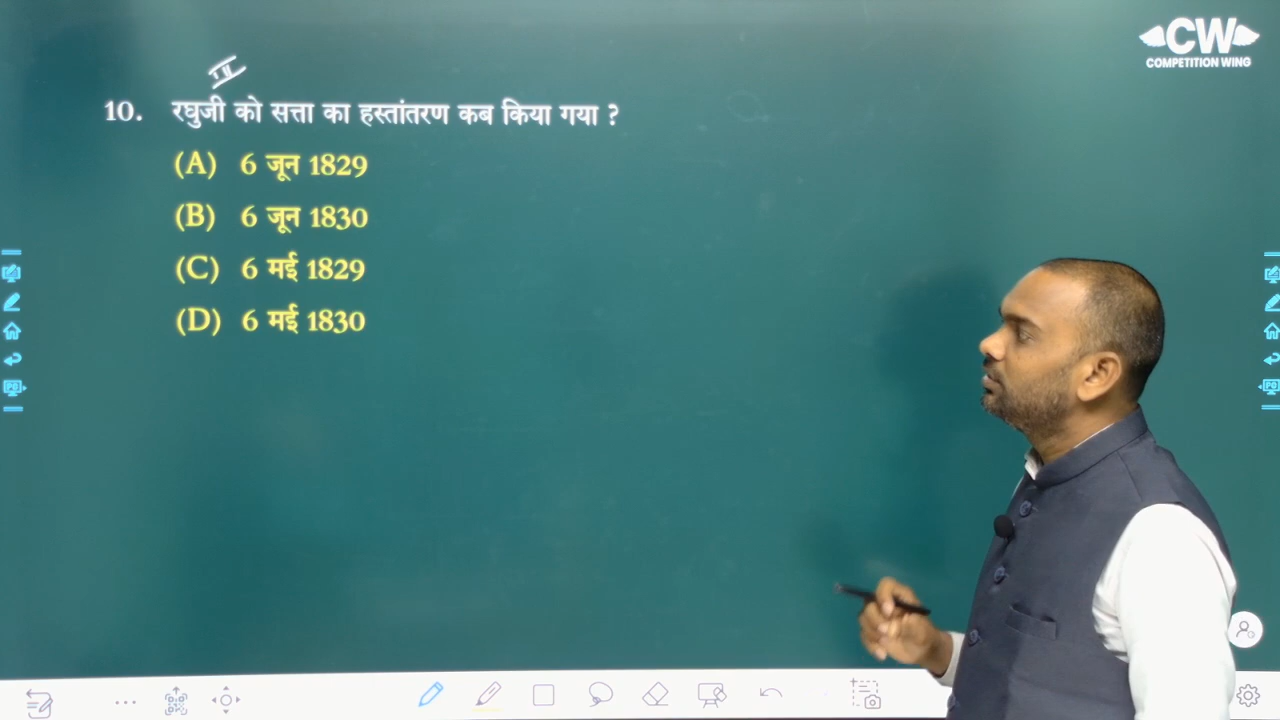 CW
COMPETITION WING
III
10. रघुजी को सत्ता का हस्तांतरण कब किया गया ?
(A) 6 जून 1829
(B) 6 जून 1830
(C) 6 मई 1829
(D) 6 मई 1830